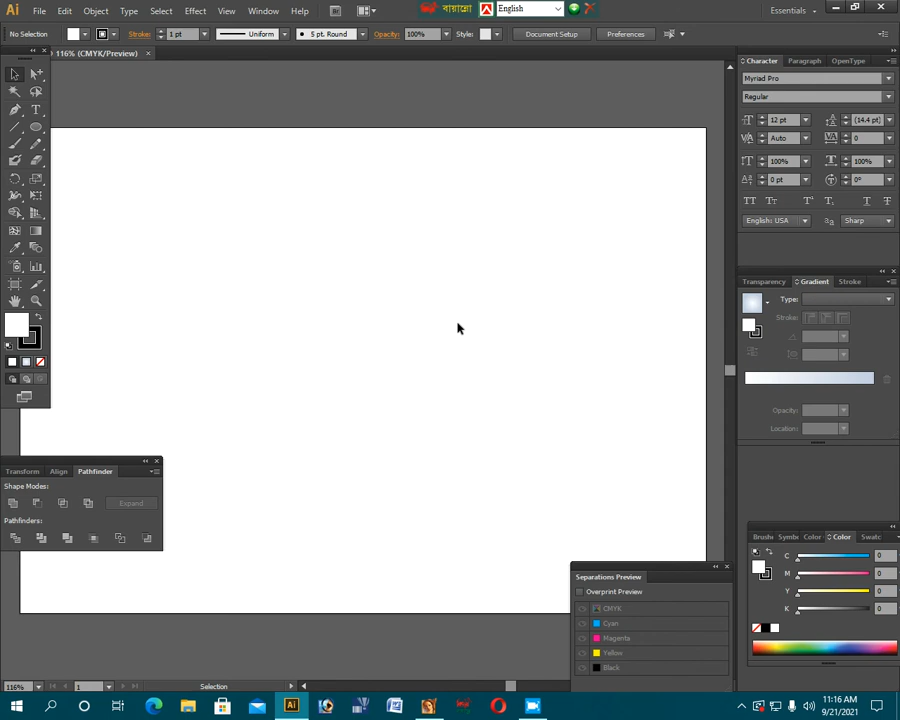 Ai File Edit Object Type Select Effect View Window Help Br বায়ান্নো English Essentials
No Selection Stroke: 1 pt Uniform 5 pt. Round Opacity: 100% Style: Document Setup Preferences
116% (CMYK/Preview)
Character Paragraph OpenType
Myriad Pro
Regular
12 pt (14.4 pt)
Auto 0
100% 100%
0 pt 0°
English: USA Sharp
Transparency Gradient Stroke
Type:
Stroke:
Opacity:
Location:
Transform Align Pathfinder
Shape Modes:
Expand
Pathfinders:
Separations Preview
Overprint Preview
CMYK
Cyan
Magenta
Yellow
Black
Brush Symbo Color Color Swatc
C 0
M 0
Y 0
K 0
116% 1 Selection
11:16 AM
9/21/2021